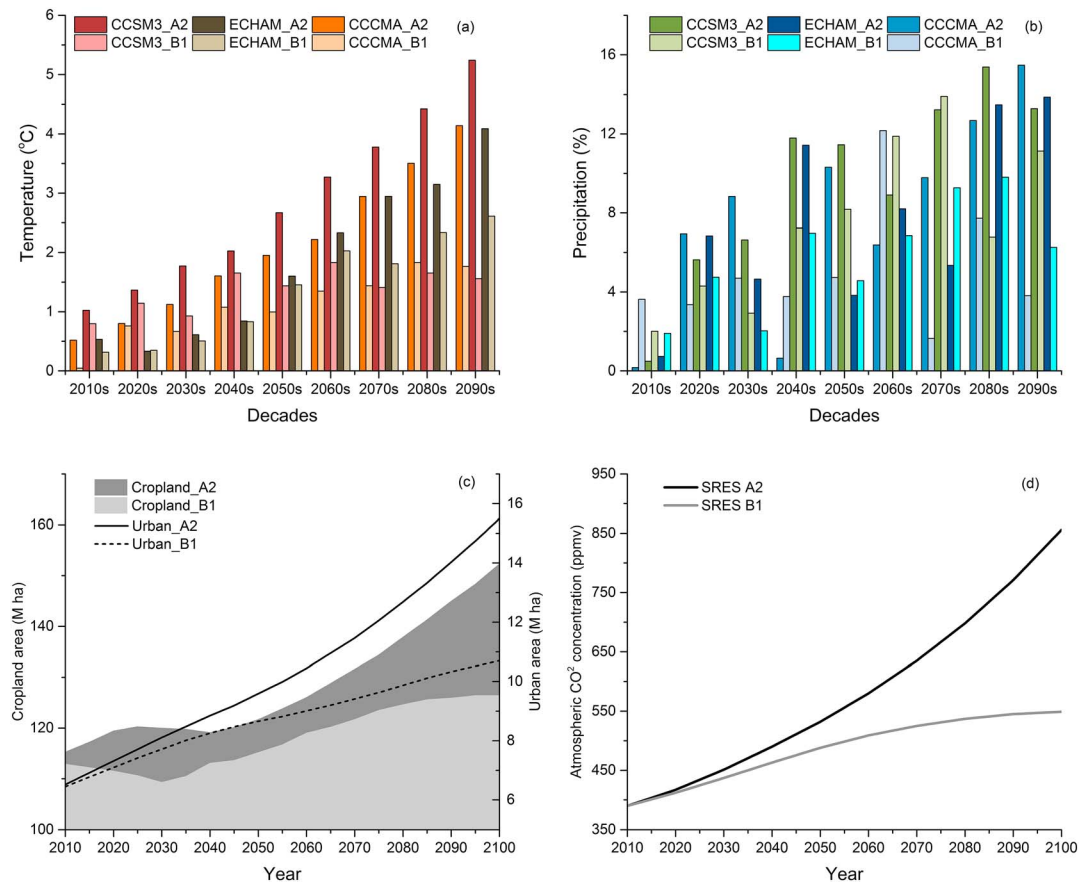 CCSM3_A2 ECHAM_A2 CCCMA_A2 (a)
CCSM3_B1 ECHAM_B1 CCCMA_B1
6
5
4
3
2
1
0
Temperature (°C)
2010s 2020s 2030s 2040s 2050s 2060s 2070s 2080s 2090s
Decades
CCSM3_A2 ECHAM_A2 CCCMA_A2
CCSM3_B1 ECHAM_B1 CCCMA_B1 (b)
16
12
8
4
0
Precipitation (%)
2010s 2020s 2030s 2040s 2050s 2060s 2070s 2080s 2090s
Decades
Cropland_A2 (c)
Cropland_B1
Urban_A2
Urban_B1
160
140
120
100
Cropland area (M ha)
16
14
12
10
8
6
Urban area (M ha)
2010 2020 2030 2040 2050 2060 2070 2080 2090 2100
Year
SRES A2 (d)
SRES B1
950
850
750
650
550
450
350
Atmospheric CO² concentration (ppmv)
2010 2020 2030 2040 2050 2060 2070 2080 2090 2100
Year